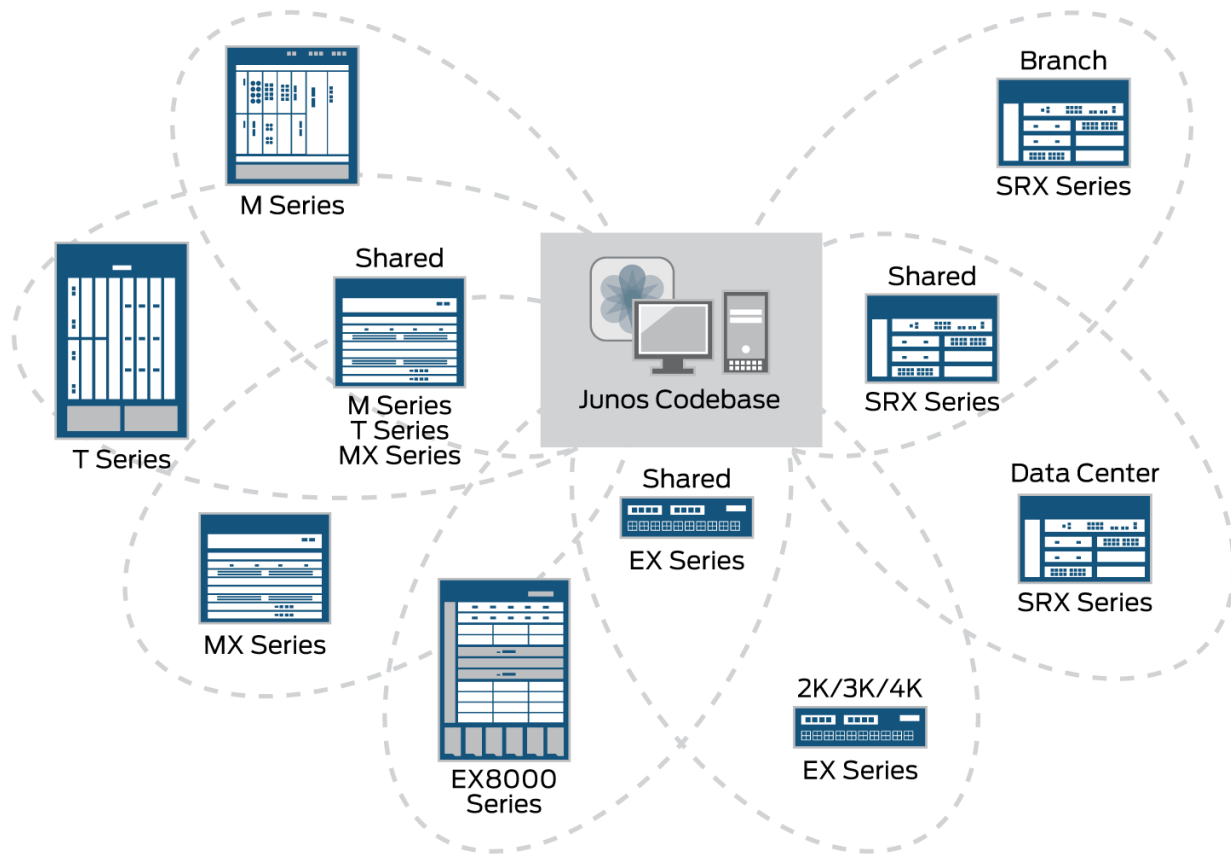 Branch
SRX Series
M Series
Shared
M Series
T Series
MX Series
T Series
Junos Codebase
Shared
SRX Series
Shared
EX Series
Data Center
SRX Series
MX Series
EX8000
Series
2K/3K/4K
EX Series